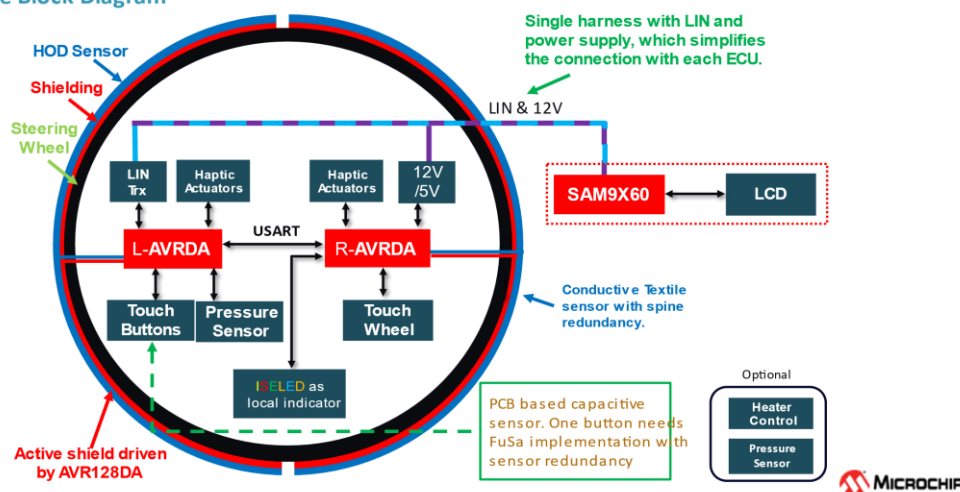 e Block Diagram
HOD Sensor
Shielding
Steering
Wheel
Single harness with LIN and
power supply, which simplifies
the connection with each ECU.
LIN & 12V
LIN
Trx
Haptic
Actuators
Haptic
Actuators
12V
/5V
SAM9X60
LCD
L-AVRDA
USART
R-AVRDA
Touch
Buttons
Pressure
Sensor
Touch
Wheel
Conductive Textile
sensor with spine
redundancy.
ISELED as
local indicator
PCB based capacitive
sensor. One button needs
FuSa implementation with
sensor redundancy
Optional
Heater
Control
Pressure
Sensor
Active shield driven
by AVR128DA
MICROCHIP